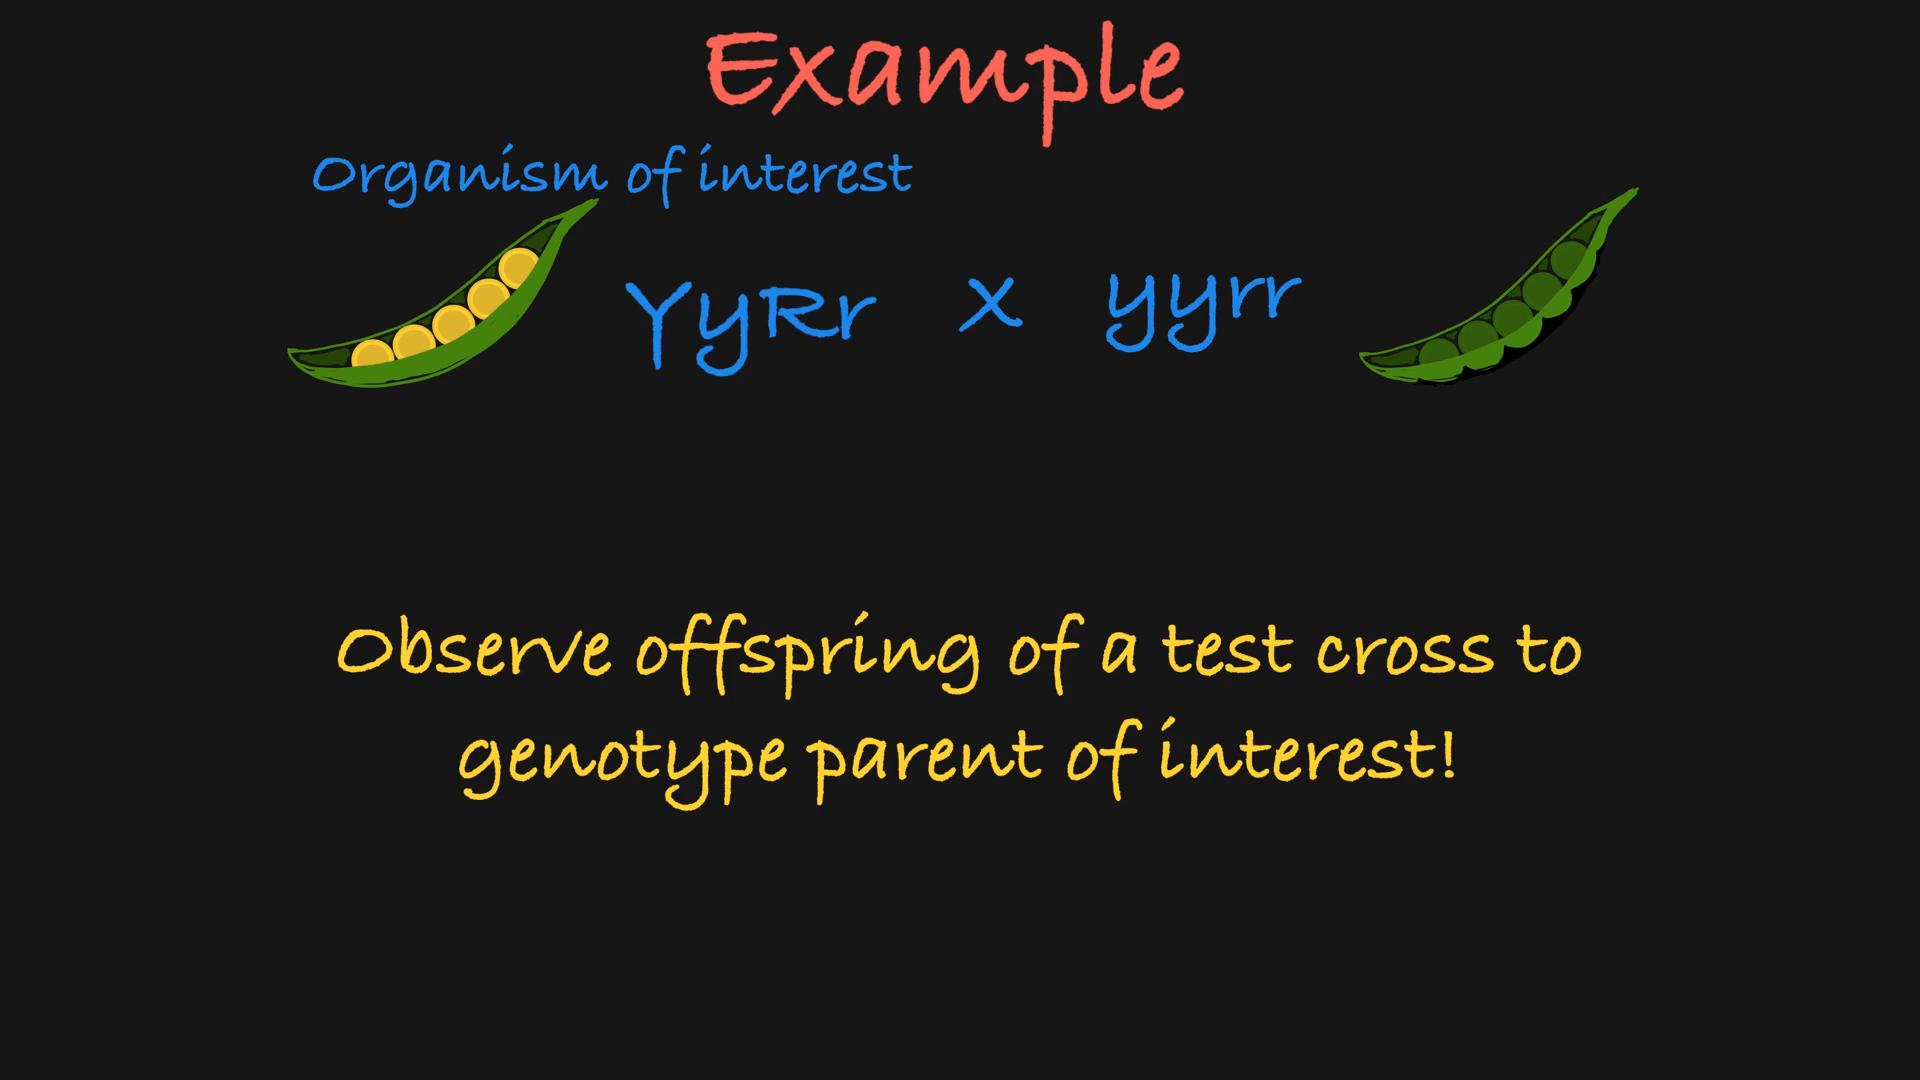 Example
Organism of interest
YyRr x yyrr
Observe offspring of a test cross to
genotype parent of interest!